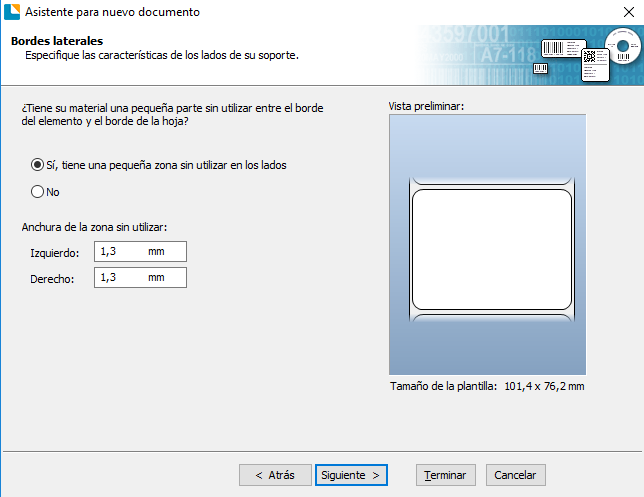 Asistente para nuevo documento
Bordes laterales
Especifique las características de los lados de su soporte.
3597001
A7-118
¿Tiene su material una pequeña parte sin utilizar entre el borde
del elemento y el borde de la hoja?
Sí, tiene una pequeña zona sin utilizar en los lados
No
Anchura de la zona sin utilizar:
Izquierdo: 1,3 mm
Derecho: 1,3 mm
Vista preliminar:
Tamaño de la plantilla: 101,4 x 76,2 mm
< Atrás Siguiente > Terminar Cancelar